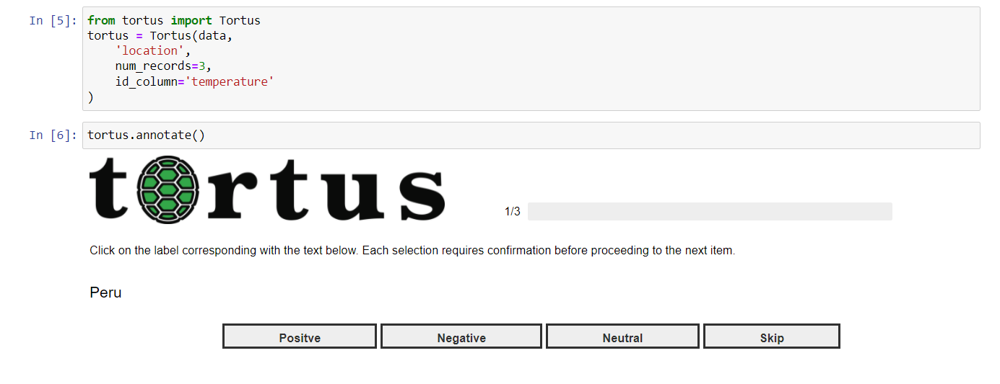 In [5]: from tortus import Tortus
tortus = Tortus(data,
    'location',
    num_records=3,
    id_column='temperature'
)
In [6]: tortus.annotate()
tortus
1/3
Click on the label corresponding with the text below. Each selection requires confirmation before proceeding to the next item.
Peru
Positve Negative Neutral Skip